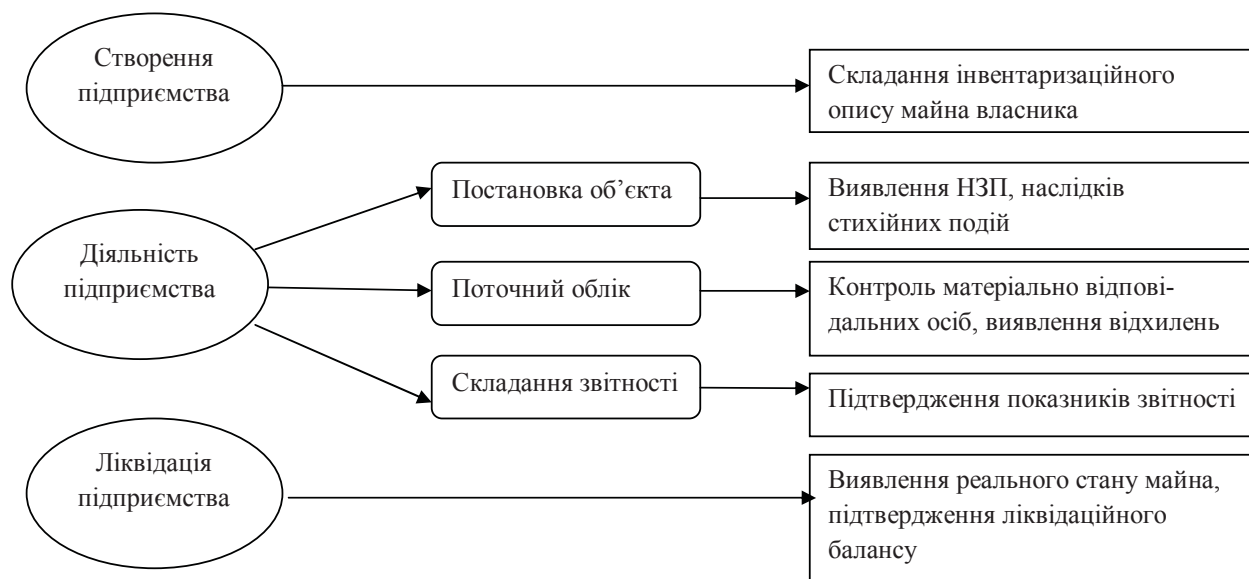 Створення
підприємства
Складання інвентаризаційного
опису майна власника
Діяльність
підприємства
Постановка об’єкта
Виявлення НЗП, наслідків
стихійних подій
Поточний облік
Контроль матеріально відпові-
дальних осіб, виявлення відхилень
Складання звітності
Підтвердження показників звітності
Ліквідація
підприємства
Виявлення реального стану майна,
підтвердження ліквідаційного
балансу